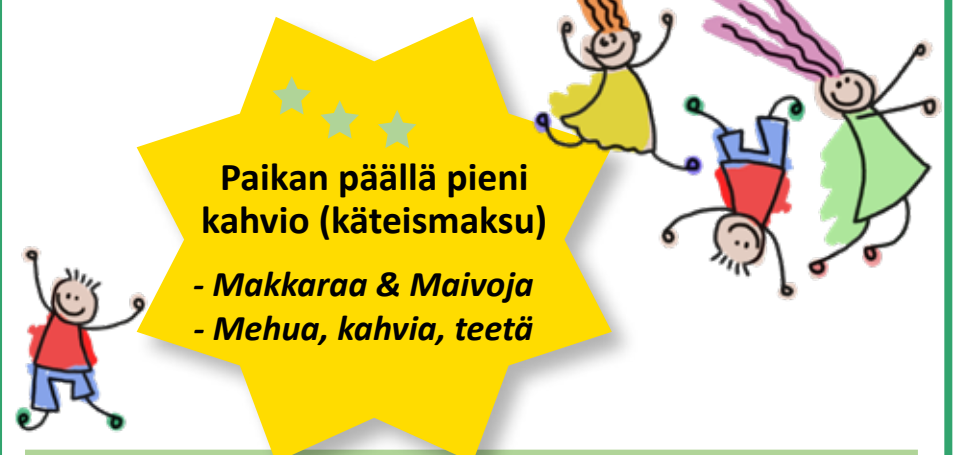 Paikan päällä pieni
kahvio (käteismaksu)
- Makkaraa & Maivoja
- Mehua, kahvia, teetä